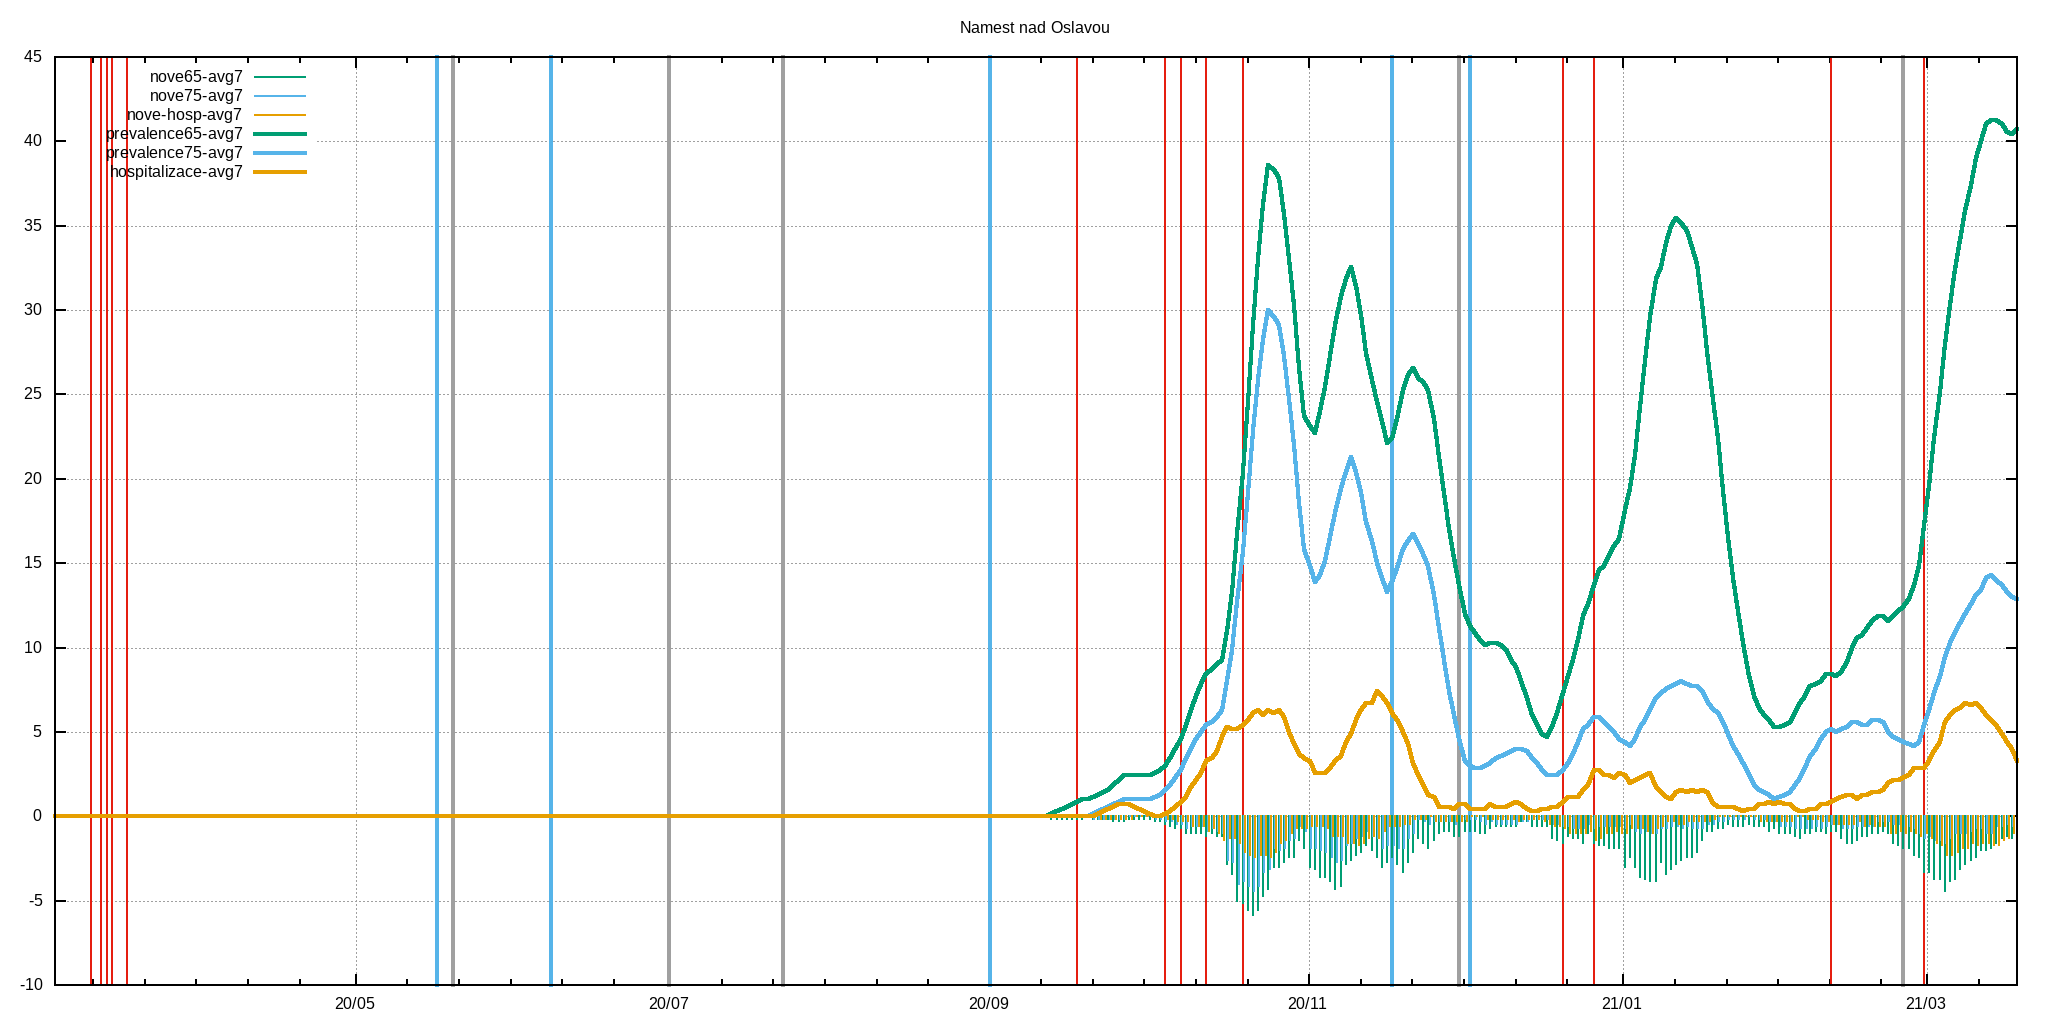 Namest nad Oslavou
45
40
35
30
25
20
15
10
5
0
-5
-10
nove65-avg7
nove75-avg7
nove-hosp-avg7
prevalence65-avg7
prevalence75-avg7
hospitalizace-avg7
20/05 20/07 20/09 20/11 21/01 21/03